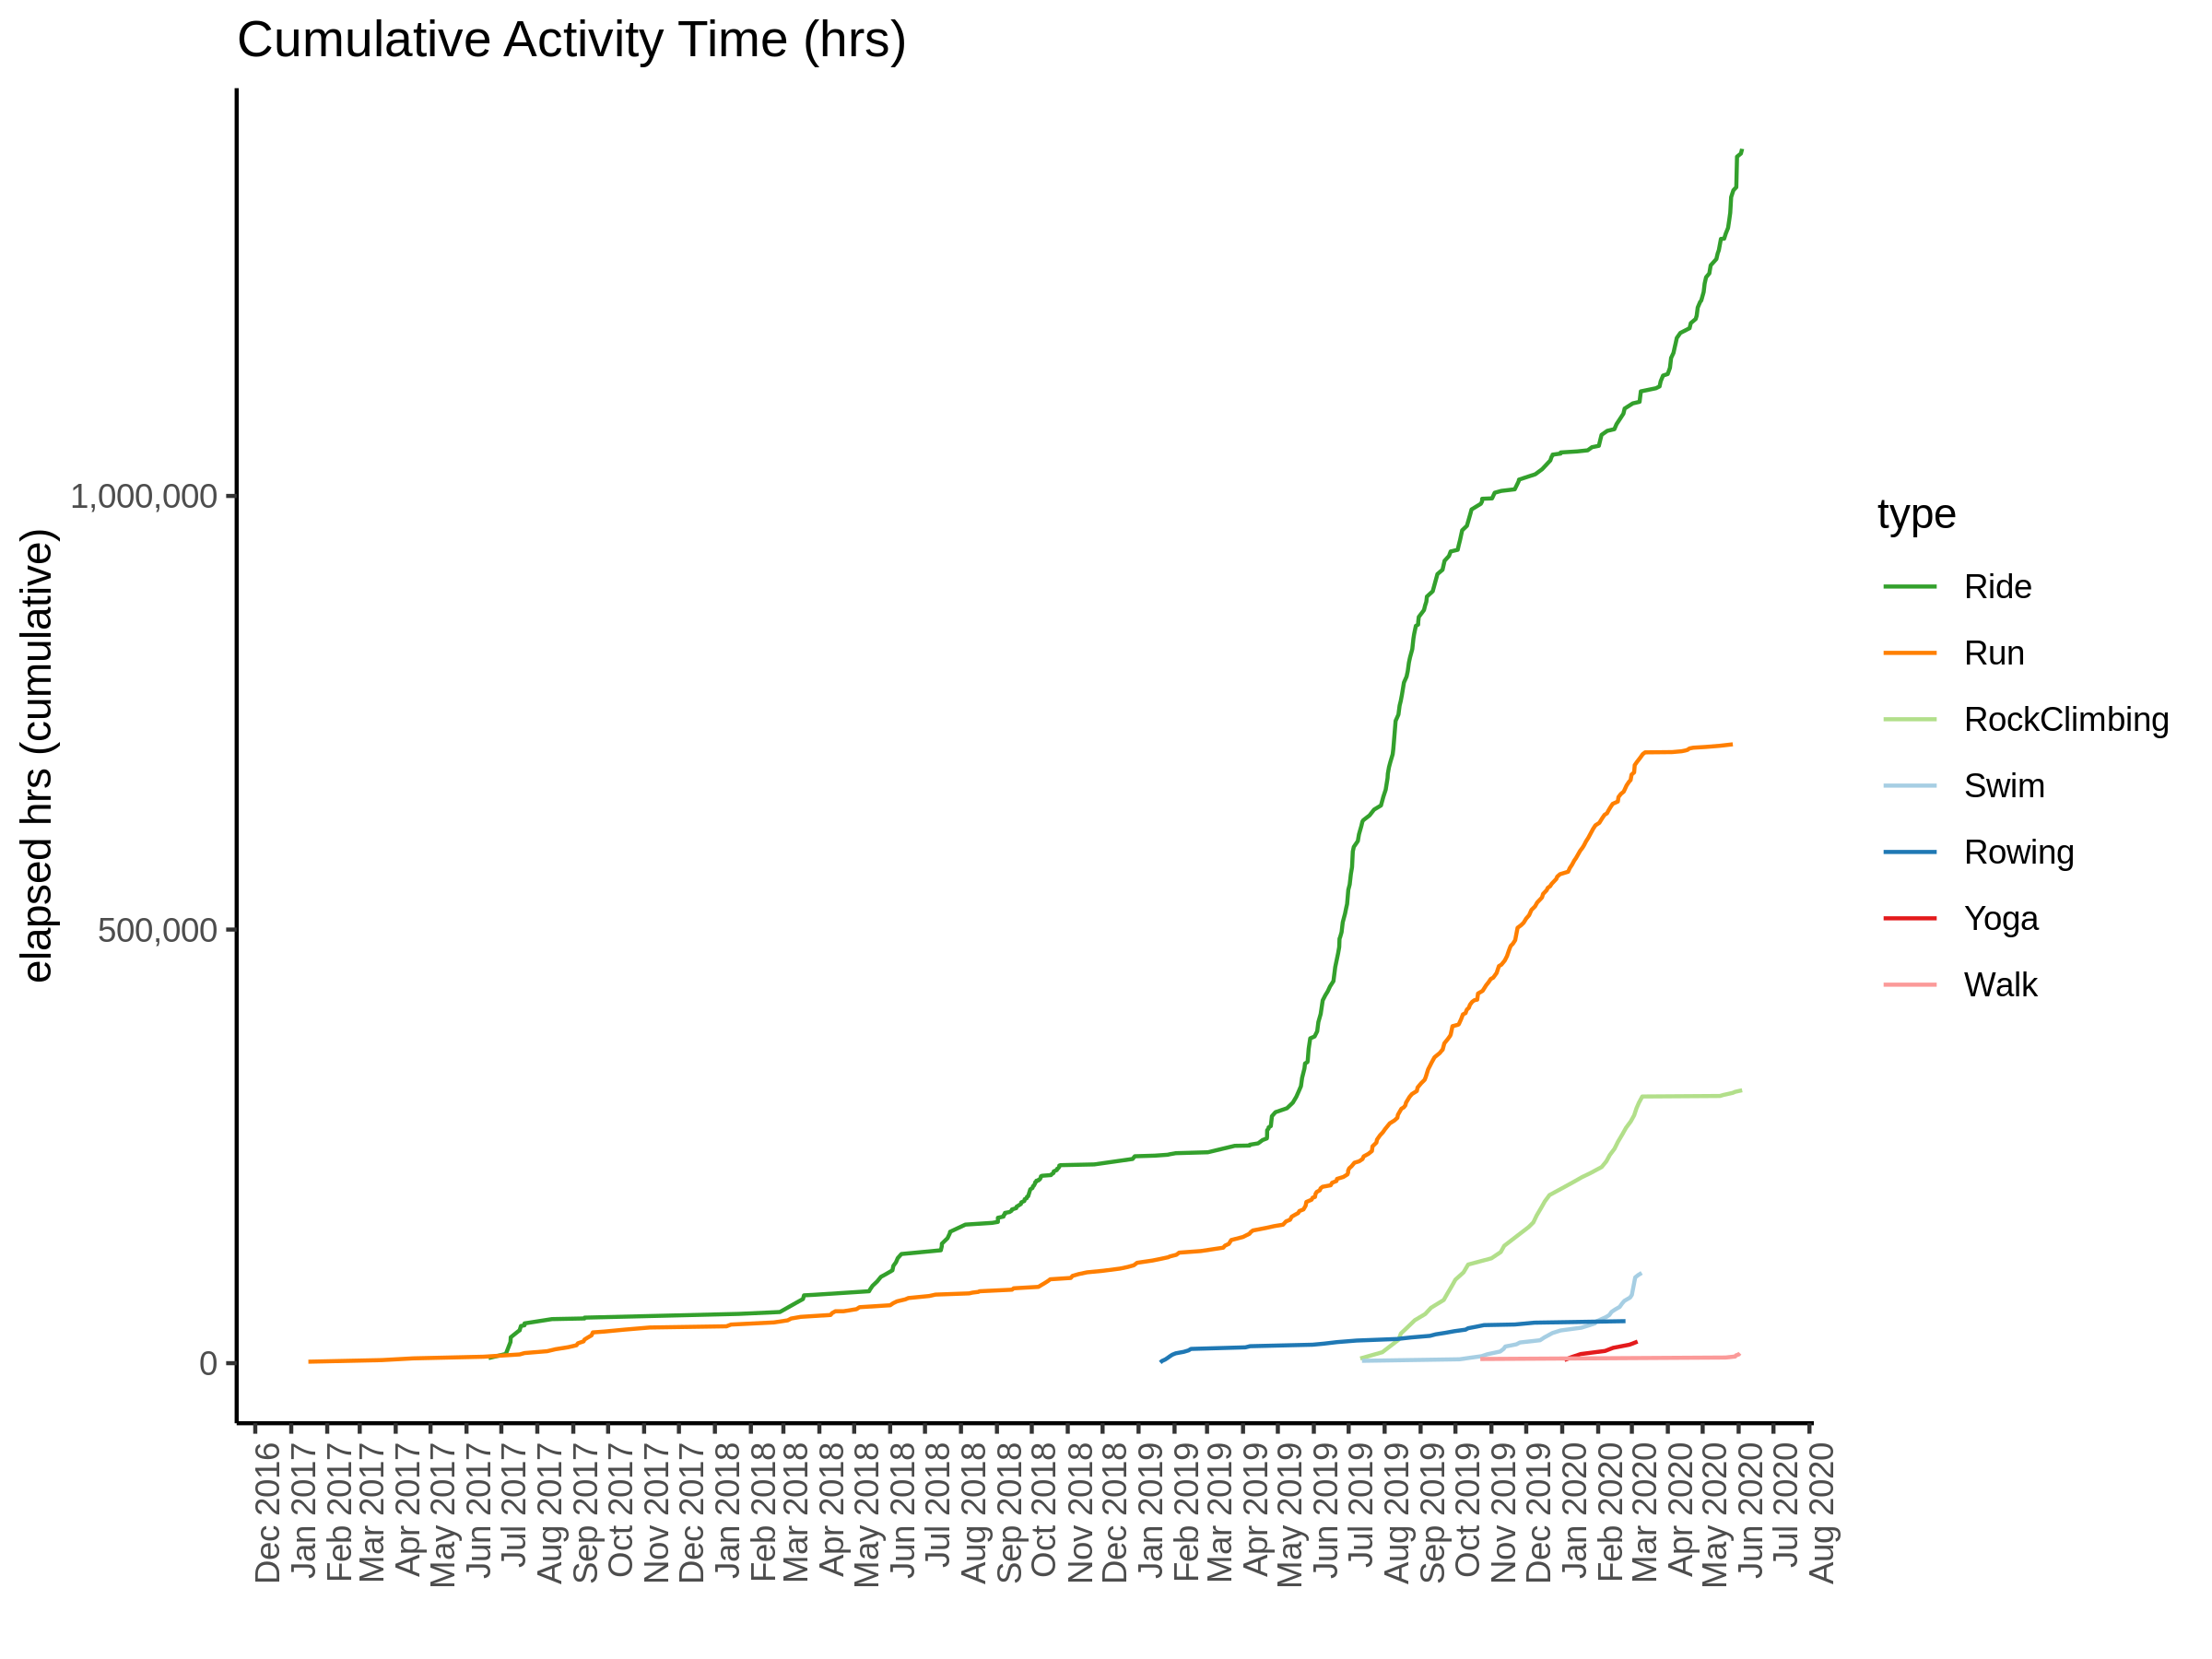 Cumulative Activity Time (hrs)
elapsed hrs (cumulative)
1,000,000
500,000
0
Dec 2016
Jan 2017
Feb 2017
Mar 2017
Apr 2017
May 2017
Jun 2017
Jul 2017
Aug 2017
Sep 2017
Oct 2017
Nov 2017
Dec 2017
Jan 2018
Feb 2018
Mar 2018
Apr 2018
May 2018
Jun 2018
Jul 2018
Aug 2018
Sep 2018
Oct 2018
Nov 2018
Dec 2018
Jan 2019
Feb 2019
Mar 2019
Apr 2019
May 2019
Jun 2019
Jul 2019
Aug 2019
Sep 2019
Oct 2019
Nov 2019
Dec 2019
Jan 2020
Feb 2020
Mar 2020
Apr 2020
May 2020
Jun 2020
Jul 2020
Aug 2020
type
Ride
Run
RockClimbing
Swim
Rowing
Yoga
Walk